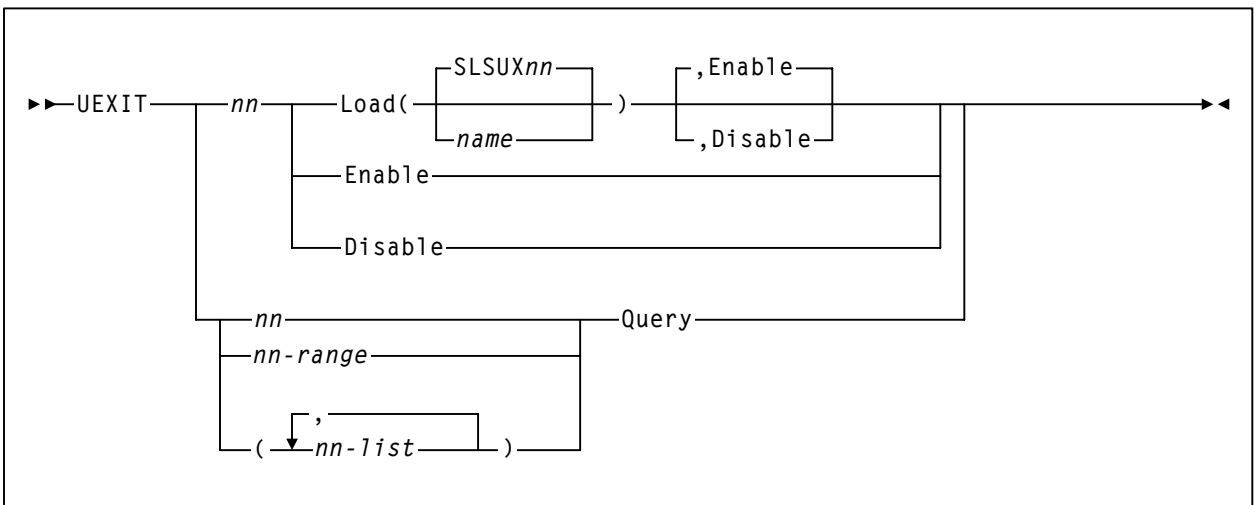 SLSUXnn ,Enable
UEXIT nn Load( )
name ,Disable
Enable
Disable
nn Query
nn-range
,
( nn-list )